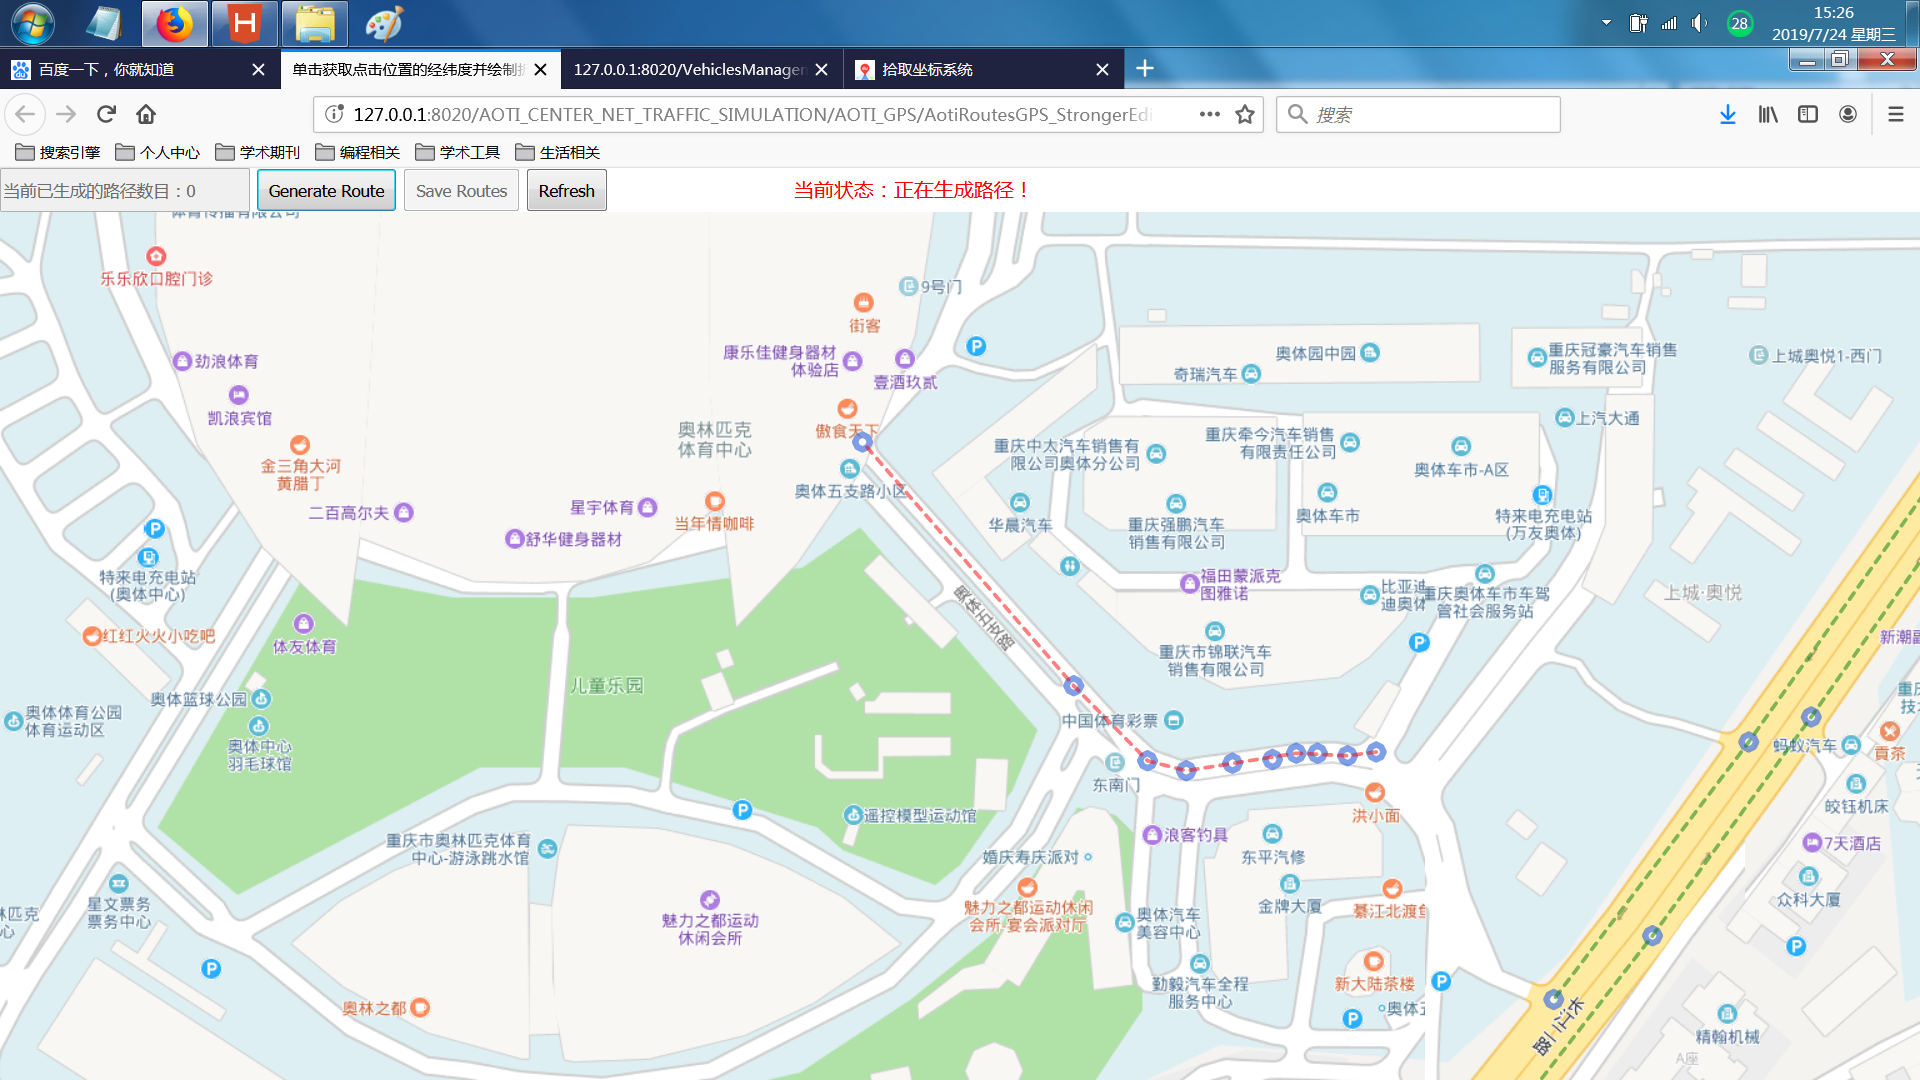 15:26
28
2019/7/24 星期三
百度一下，你就知道
单击获取点击位置的经纬度并绘制
127.0.0.1:8020/VehiclesManage
拾取坐标系统
127.0.0.1:8020/AOTI_CENTER_NET_TRAFFIC_SIMULATION/AOTI_GPS/AotiRoutesGPS_StrongerEdi
搜索
搜索引擎
个人中心
学术期刊
编程相关
学术工具
生活相关
当前已生成的路径数目：0
Generate Route
Save Routes
Refresh
当前状态：正在生成路径！
体育传播有限公司
乐乐欣口腔门诊
9号门
街客
康乐佳健身器材
体验店
壹酒玖贰
劲浪体育
凯浪宾馆
傲食天下
奥林匹克
体育中心
金三角大河
黄腊丁
奥体五支路小区
二百高尔夫
星宇体育
当年情咖啡
舒华健身器材
奥体园中园
奇瑞汽车
重庆冠豪汽车销售
服务有限公司
上城奥悦1-西门
上汽大通
重庆中太汽车销售有
限公司奥体分公司
重庆牵今汽车销售
有限责任公司
奥体车市-A区
华晨汽车
重庆强鹏汽车
销售有限公司
奥体车市
特来电充电站
(万友奥体)
特来电充电站
(奥体中心)
福田蒙派克
图雅诺
比亚迪
迪奥体
重庆奥体车市车驾
管社会服务站
上城·奥悦
红红火火小吃吧
体友体育
奥体五支路
重庆市锦联汽车
销售有限公司
儿童乐园
奥体篮球公园
奥体体育公园
体育运动区
奥体中心
羽毛球馆
中国体育彩票
东南门
蚂蚁汽车
貢茶
洪小面
皎钰机床
遥控模型运动馆
浪客钓具
东平汽修
7天酒店
重庆市奥林匹克体育
中心-游泳跳水馆
婚庆寿庆派对
星文票务
票务中心
魅力之都运动
休闲会所
魅力之都运动休闲
会所-宴会派对厅
奥体汽车
美容中心
金牌大厦
綦江北渡鱼
众科大厦
勤毅汽车全程
服务中心
新大陆茶楼
奥林之都
长江二路
精翰机械
A座